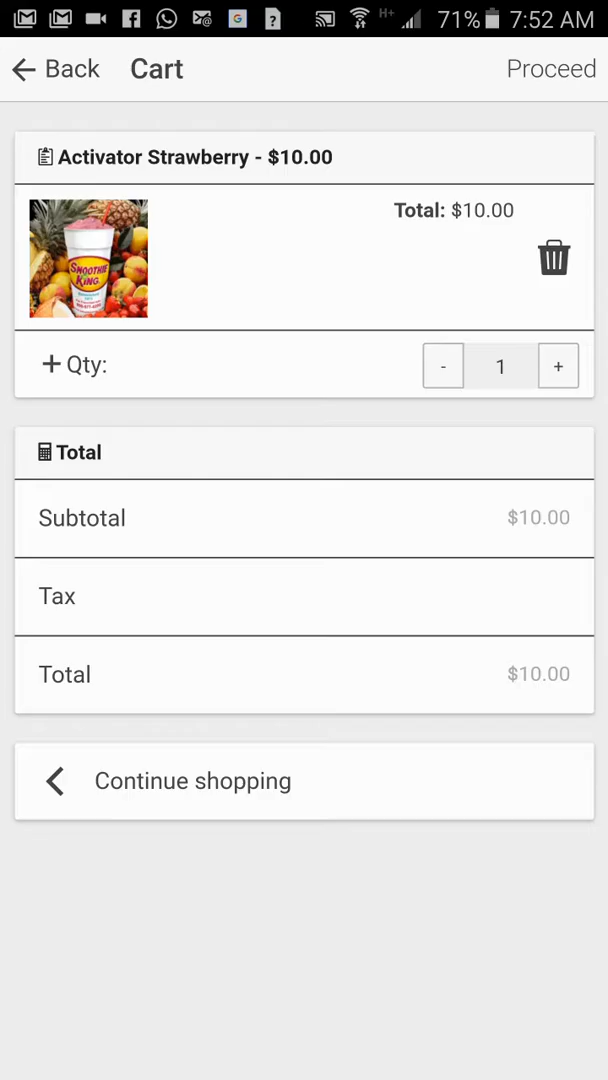 71% 7:52 AM
Back Cart Proceed
Activator Strawberry - $10.00
Total: $10.00
SMOOTHIE
KING
+ Qty: - 1 +
Total
Subtotal $10.00
Tax
Total $10.00
Continue shopping